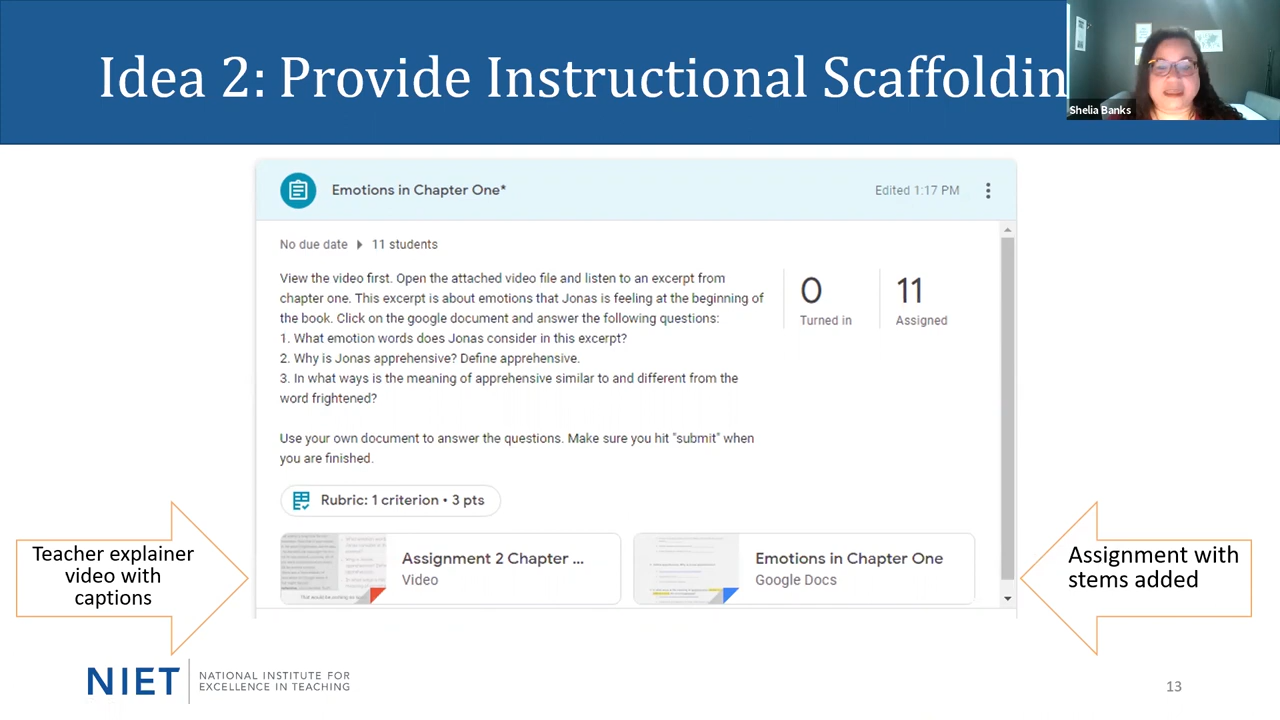 Idea 2: Provide Instructional Scaffoldin
Shelia Banks
Emotions in Chapter One*
Edited 1:17 PM
No due date 11 students
View the video first. Open the attached video file and listen to an excerpt from
chapter one. This excerpt is about emotions that Jonas is feeling at the beginning of
the book. Click on the google document and answer the following questions:
1. What emotion words does Jonas consider in this excerpt?
2. Why is Jonas apprehensive? Define apprehensive.
3. In what ways is the meaning of apprehensive similar to and different from the
word frightened?
Use your own document to answer the questions. Make sure you hit "submit" when
you are finished.
0
Turned in
11
Assigned
Rubric: 1 criterion • 3 pts
Assignment 2 Chapter ...
Video
Emotions in Chapter One
Google Docs
Teacher explainer
video with
captions
Assignment with
stems added
NIET
NATIONAL INSTITUTE FOR
EXCELLENCE IN TEACHING
13